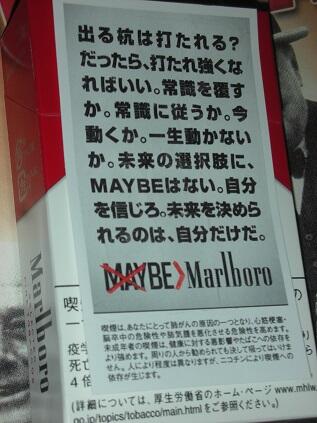 出る杭は打たれる?
だったら、打たれ強くな
ればいい。常識を覆す
か。常識に従うか。今
動くか。一生動かない
か。未来の選択肢に、
MAYBEはない。自分
を信じろ。未来を決めら
れるのは、自分だけだ。
MAYBE>Marlboro
Marlboro
喫
の
一
疫学
死亡
4倍
喫煙は、あなたにとって肺がんの原因の一つとなり、心筋梗塞・
脳卒中の危険性や肺気腫を悪化させる危険性を高めます。
未成年者の喫煙は、健康に対する悪影響やたばこへの依存を
より強めます。周りの人から勧められても決して吸ってはいけ
ません。人により程度は異なりますが、ニコチンにより喫煙への
依存が生じます。
(詳細については、厚生労働省のホーム・ページ www.mhlw.
go.jp/topics/tobacco/main.html をご参照ください。)